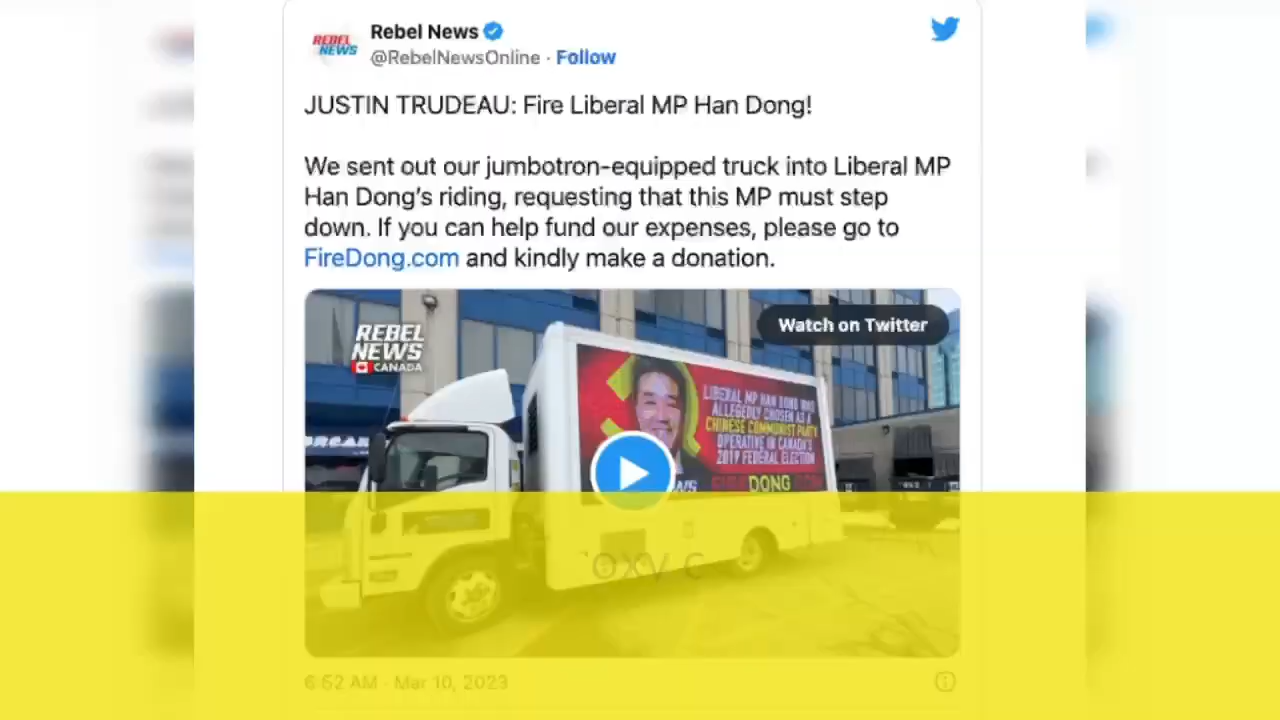 Rebel News
@RebelNewsOnline · Follow
JUSTIN TRUDEAU: Fire Liberal MP Han Dong!
We sent out our jumbotron-equipped truck into Liberal MP
Han Dong's riding, requesting that this MP must step
down. If you can help fund our expenses, please go to
FireDong.com and kindly make a donation.
Watch on Twitter
REBEL
NEWS
CANADA
LIBERAL MP HAN DONG WAS
ALLEGEDLY CHOSEN AS A
CHINESE COMMUNIST PARTY
OPERATIVE IN CANADA'S
2019 FEDERAL ELECTION
DONG
6:52 AM · Mar 10, 2023